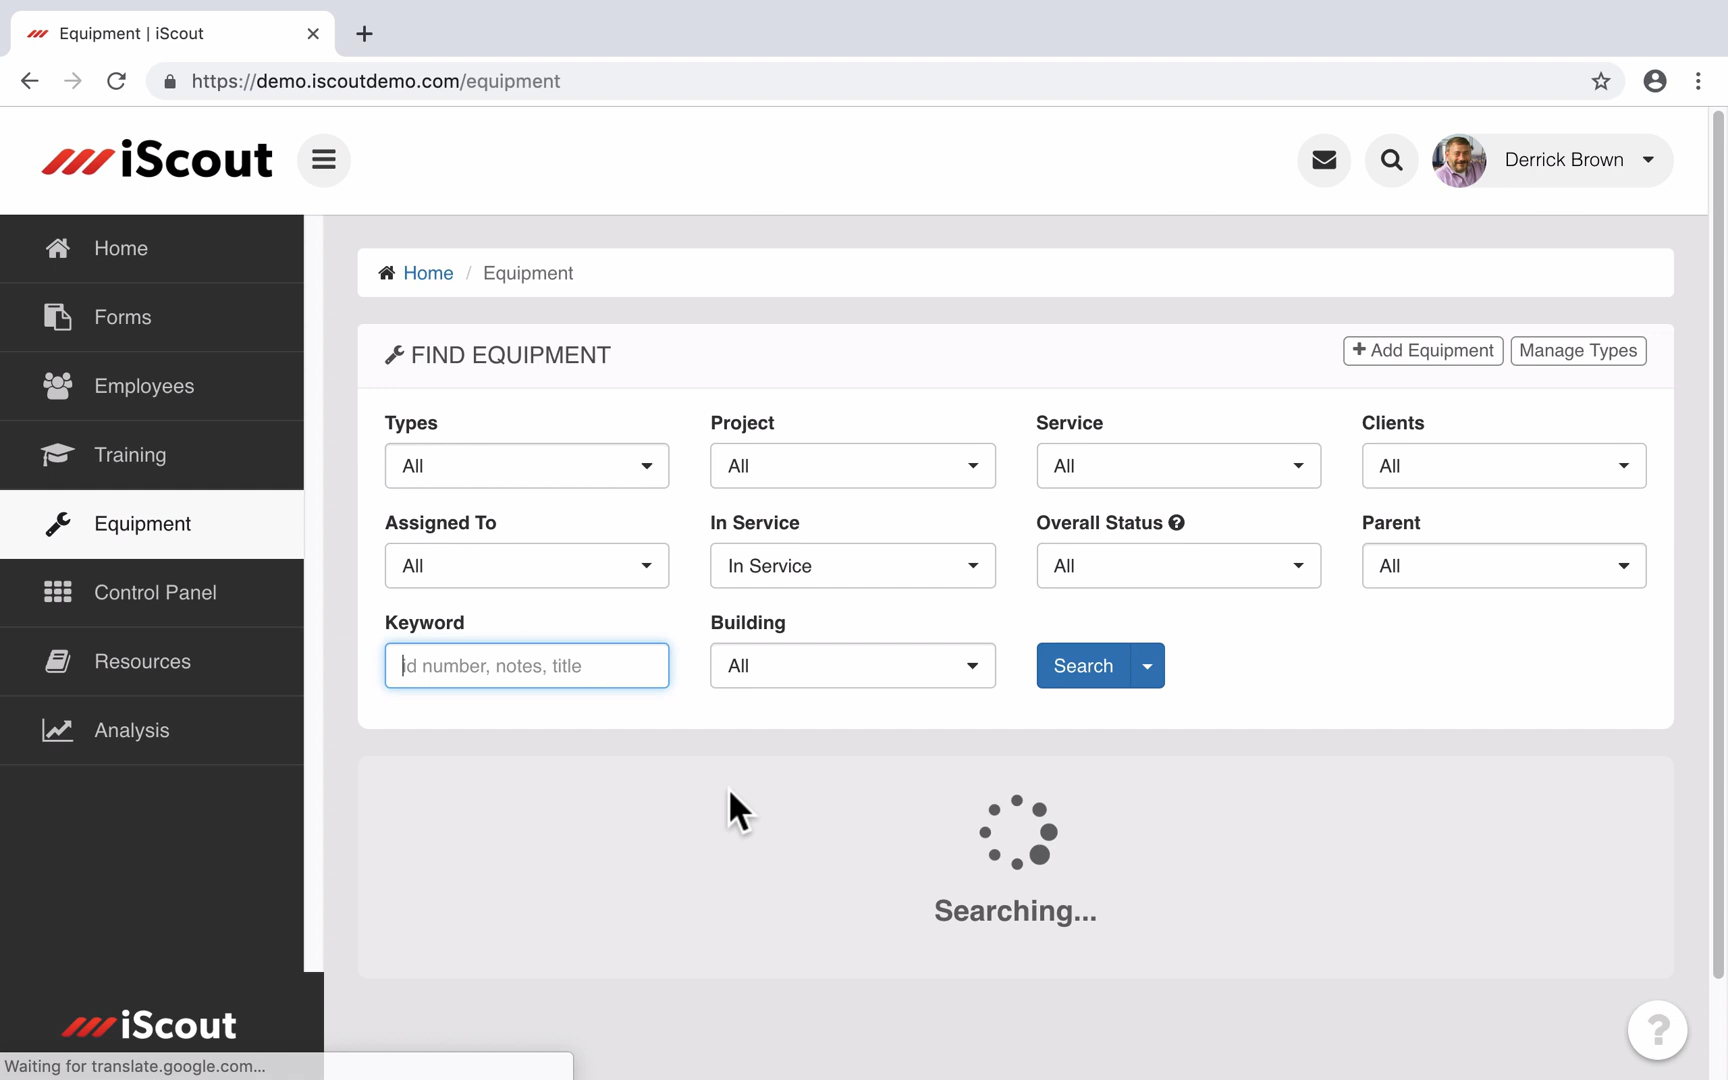 Equipment | iScout
https://demo.iscoutdemo.com/equipment
iScout
Derrick Brown
Home
Forms
Employees
Training
Equipment
Control Panel
Resources
Analysis
iScout
Home / Equipment
FIND EQUIPMENT
+ Add Equipment
Manage Types
Types
Project
Service
Clients
All
All
All
All
Assigned To
In Service
Overall Status ?
Parent
All
In Service
All
All
Keyword
Building
id number, notes, title
All
Search
Searching...
?
Waiting for translate.google.com...